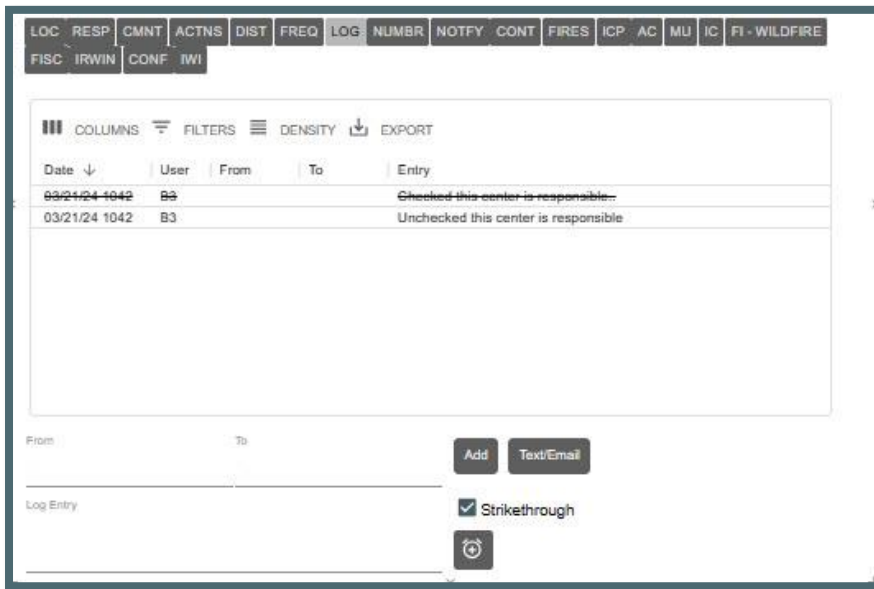 LOC RESP CMNT ACTNS DIST FREQ LOG NUMBR NOTFY CONT FIRES ICP AC MU IC FI - WILDFIRE
FISC IRWIN CONF IWI
COLUMNS FILTERS DENSITY EXPORT
Date User From To Entry
03/21/24 1042 B3 Checked this center is responsible..
03/21/24 1042 B3 Unchecked this center is responsible
From To
Add Text/Email
Log Entry
Strikethrough